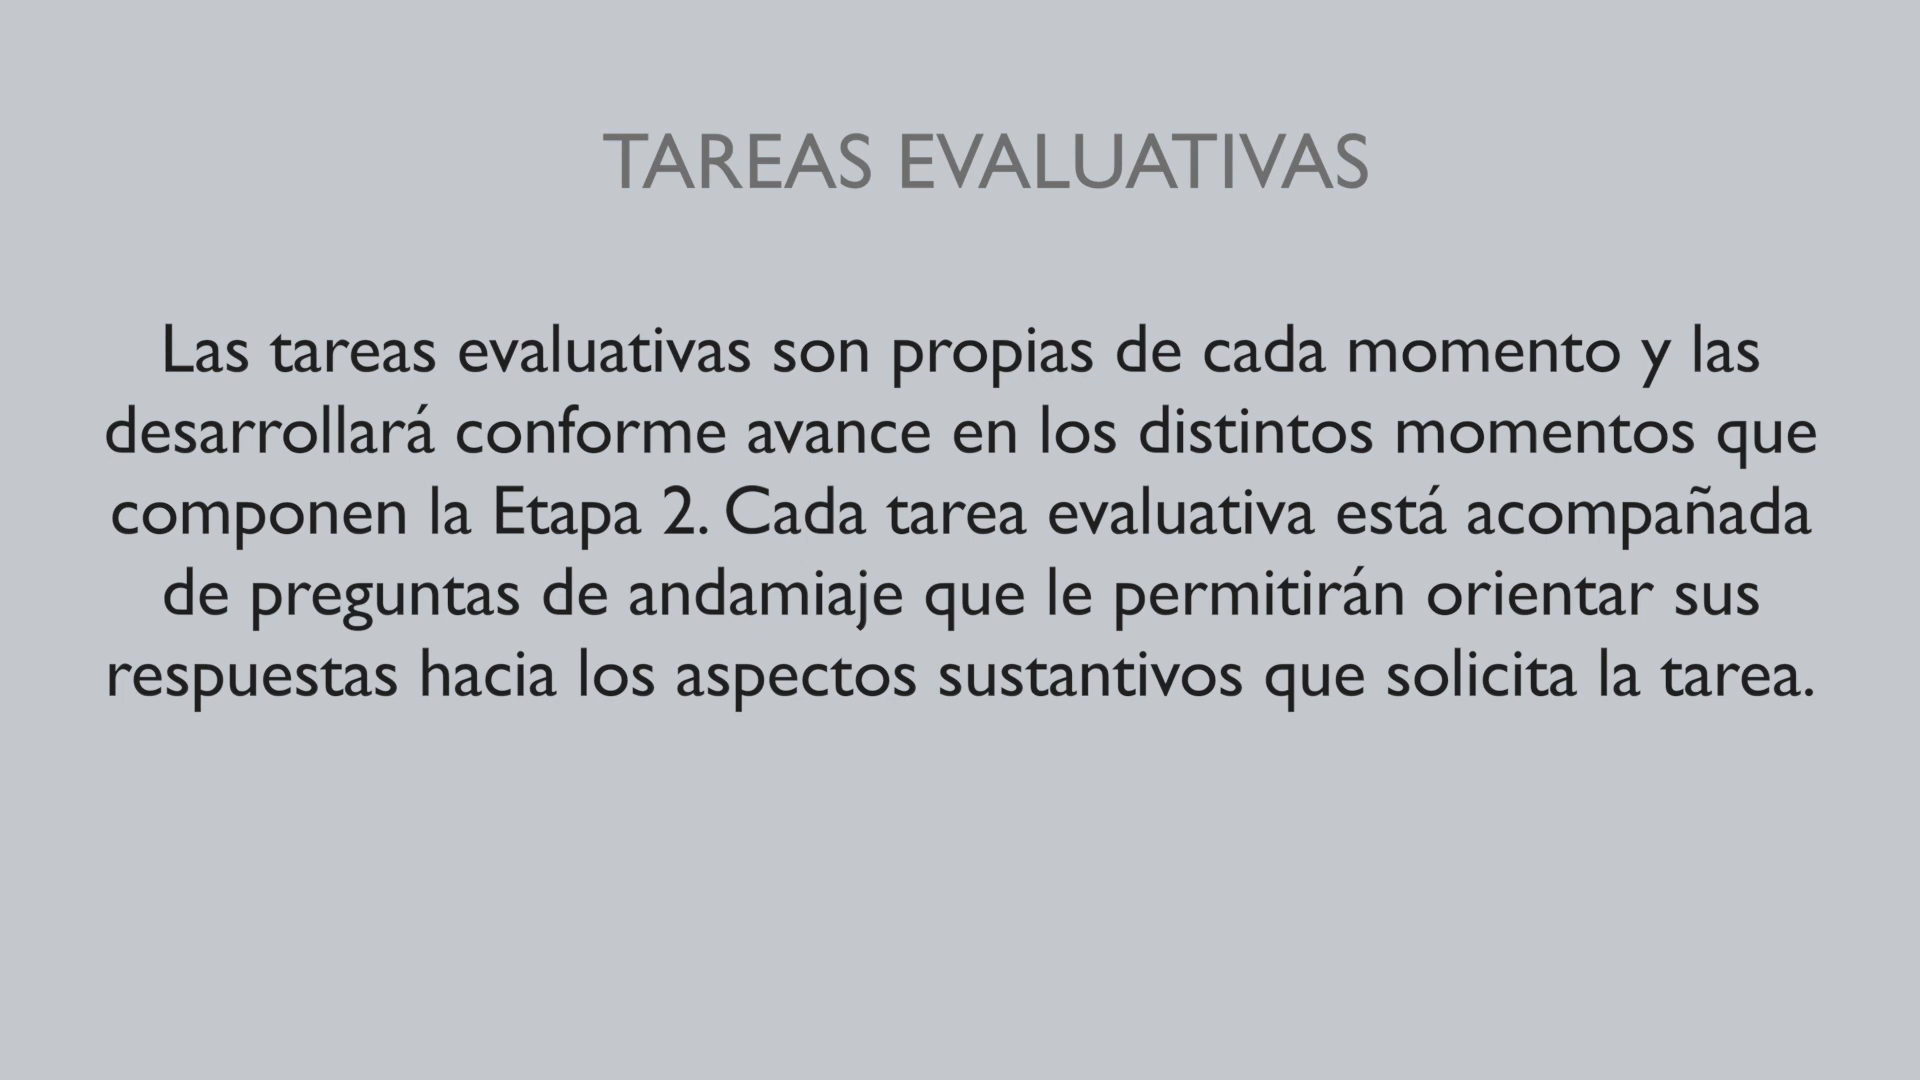 TAREAS EVALUATIVAS
Las tareas evaluativas son propias de cada momento y las
desarrollará conforme avance en los distintos momentos que
componen la Etapa 2. Cada tarea evaluativa está acompañada
de preguntas de andamiaje que le permitirán orientar sus
respuestas hacia los aspectos sustantivos que solicita la tarea.